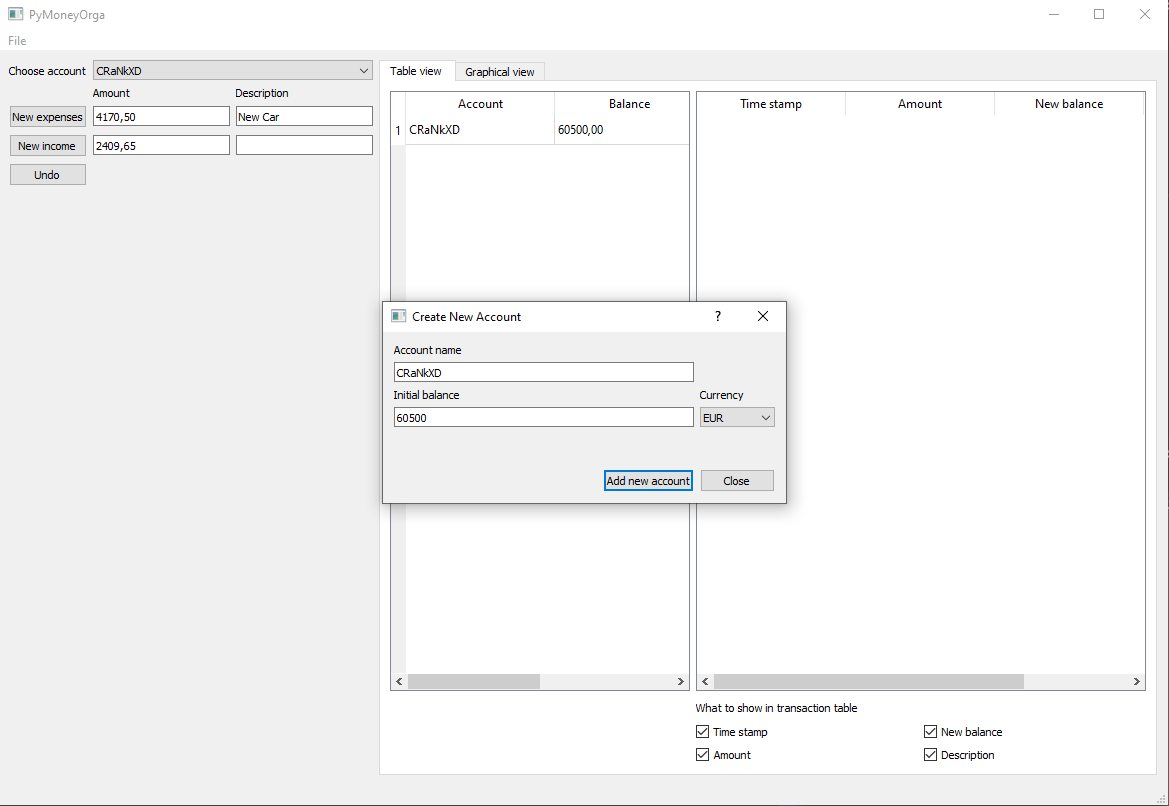 PyMoneyOrga
File
Choose account CRaNkXD
Amount Description
New expenses 4170,50 New Car
New income 2409,65
Undo
Table view Graphical view
Account Balance
1 CRaNkXD 60500,00
Time stamp Amount New balance
Create New Account ?
Account name
CRaNkXD
Initial balance Currency
60500 EUR
Add new account Close
What to show in transaction table
Time stamp New balance
Amount Description